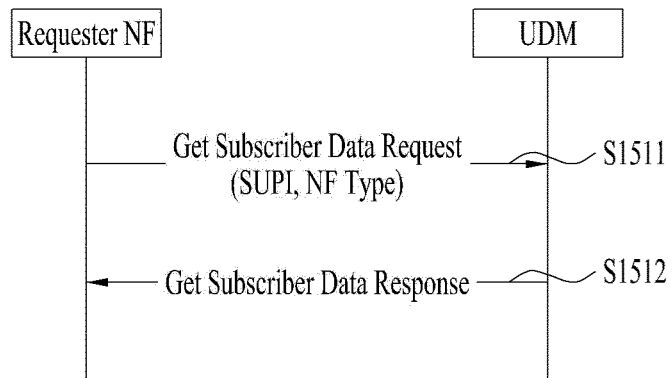 Requester NF
UDM
Get Subscriber Data Request
(SUPI, NF Type)
S1511
Get Subscriber Data Response
S1512